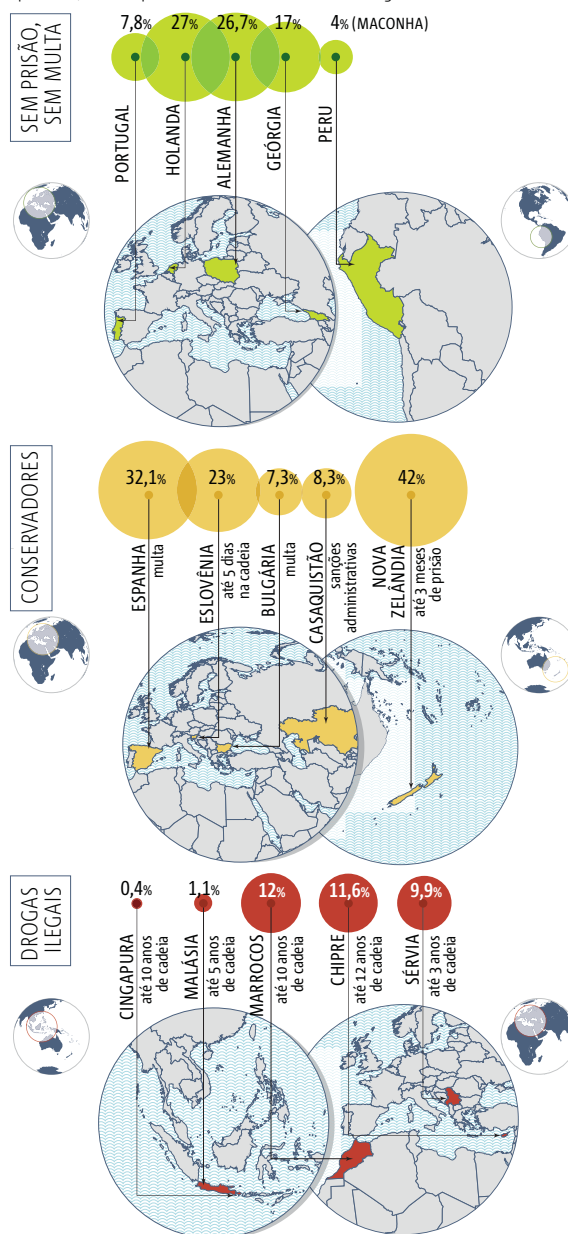 SEM PRISÃO,
SEM MULTA
7,8%
27%
26,7%
17%
4% (MACONHA)
PORTUGAL
HOLANDA
ALEMANHA
GEÓRGIA
PERU
CONSERVADORES
32,1%
23%
7,3%
8,3%
42%
ESPANHA
multa
ESLOVÊNIA
até 5 dias
na cadeia
BULGÁRIA
multa
CASAQUISTÃO
sanções
administrativas
NOVA
ZELÂNDIA
até 3 meses
de prisão
DROGAS
ILEGAIS
0,4%
1,1%
12%
11,6%
9,9%
CINGAPURA
até 10 anos
de cadeia
MALÁSIA
até 5 anos
de cadeia
MARROCOS
até 10 anos
de cadeia
CHIPRE
até 12 anos
de cadeia
SÉRVIA
até 3 anos
de cadeia